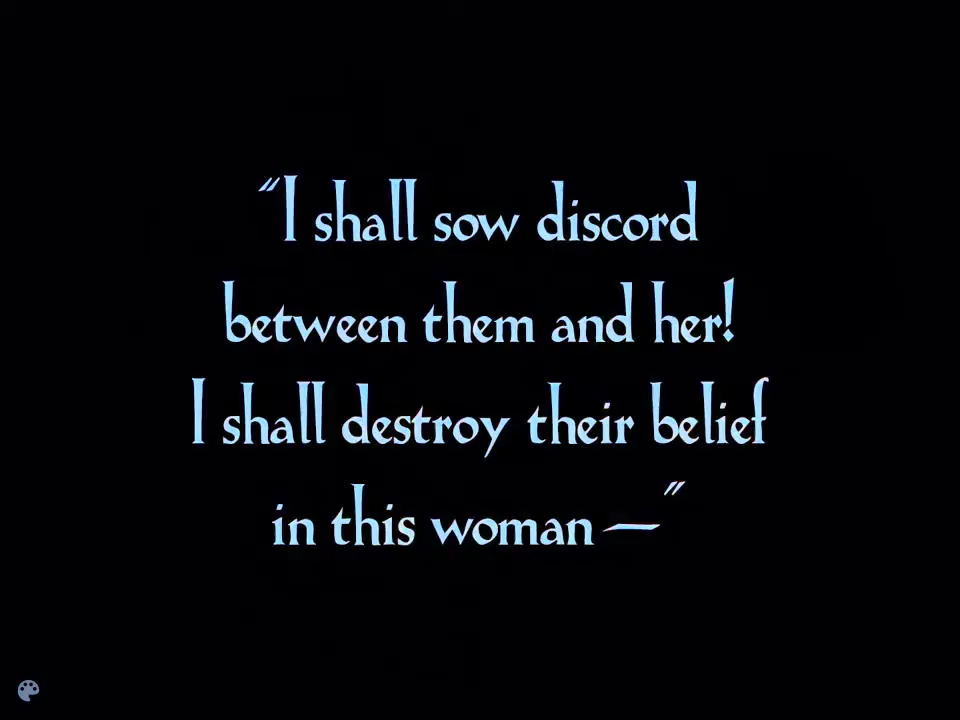 "I shall sow discord
between them and her!
I shall destroy their belief
in this woman —"